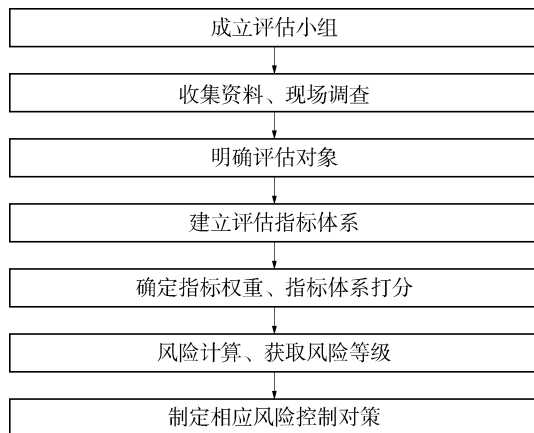 成立评估小组
收集资料、现场调查
明确评估对象
建立评估指标体系
确定指标权重、指标体系打分
风险计算、获取风险等级
制定相应风险控制对策